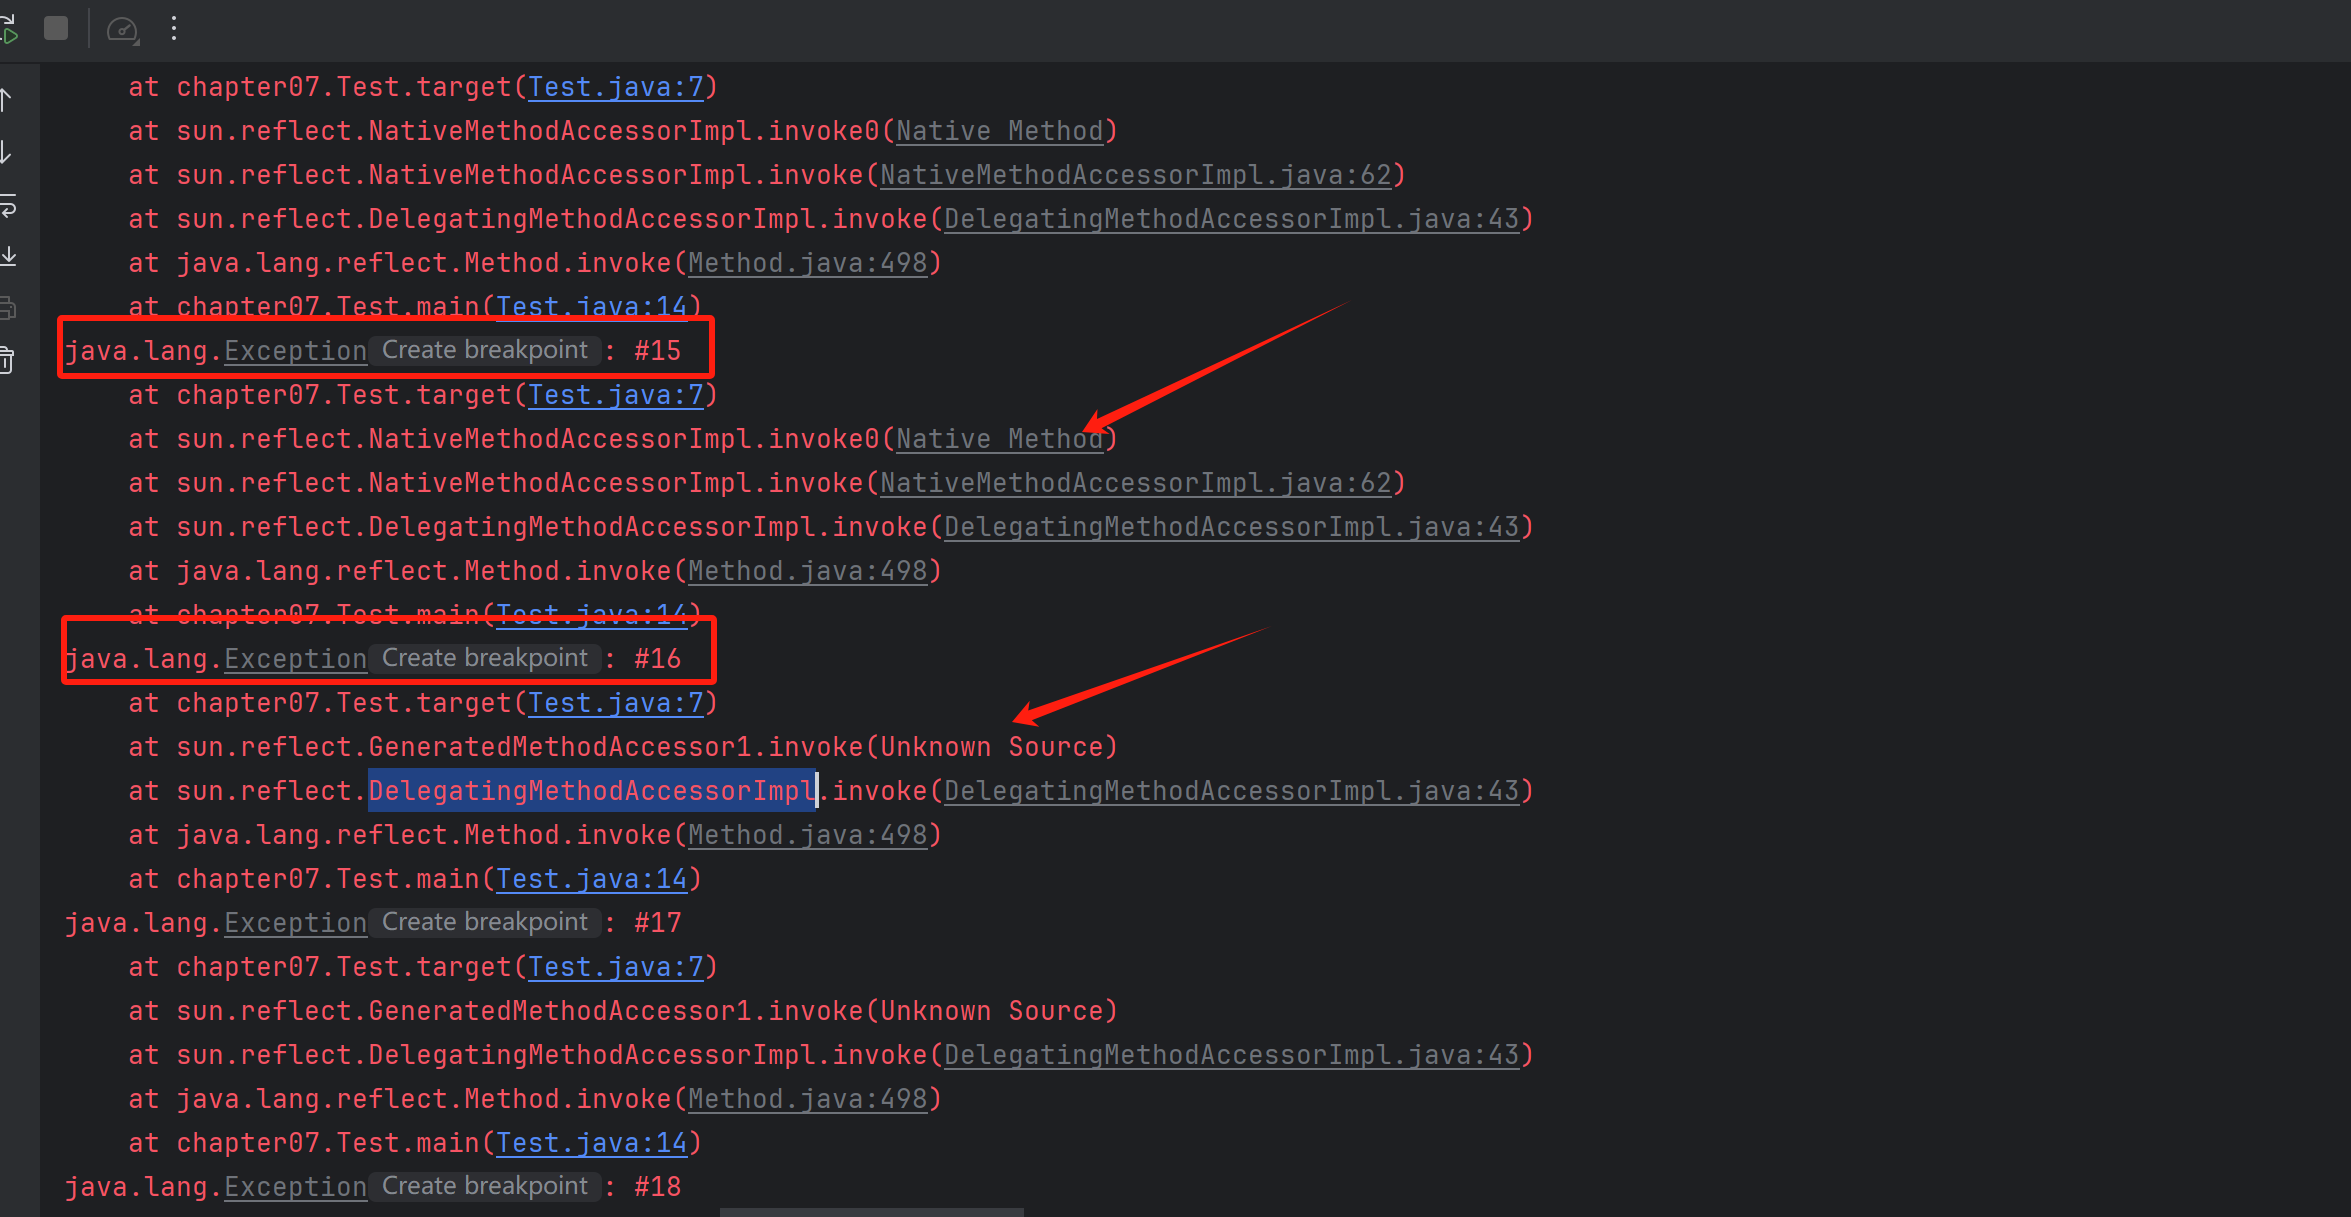 at chapter07.Test.target(Test.java:7)
at sun.reflect.NativeMethodAccessorImpl.invoke0(Native Method)
at sun.reflect.NativeMethodAccessorImpl.invoke(NativeMethodAccessorImpl.java:62)
at sun.reflect.DelegatingMethodAccessorImpl.invoke(DelegatingMethodAccessorImpl.java:43)
at java.lang.reflect.Method.invoke(Method.java:498)
at chapter07.Test.main(Test.java:14)
java.lang.Exception Create breakpoint : #15
at chapter07.Test.target(Test.java:7)
at sun.reflect.NativeMethodAccessorImpl.invoke0(Native Method)
at sun.reflect.NativeMethodAccessorImpl.invoke(NativeMethodAccessorImpl.java:62)
at sun.reflect.DelegatingMethodAccessorImpl.invoke(DelegatingMethodAccessorImpl.java:43)
at java.lang.reflect.Method.invoke(Method.java:498)
at chapter07.Test.main(Test.java:14)
java.lang.Exception Create breakpoint : #16
at chapter07.Test.target(Test.java:7)
at sun.reflect.GeneratedMethodAccessor1.invoke(Unknown Source)
at sun.reflect.DelegatingMethodAccessorImpl.invoke(DelegatingMethodAccessorImpl.java:43)
at java.lang.reflect.Method.invoke(Method.java:498)
at chapter07.Test.main(Test.java:14)
java.lang.Exception Create breakpoint : #17
at chapter07.Test.target(Test.java:7)
at sun.reflect.GeneratedMethodAccessor1.invoke(Unknown Source)
at sun.reflect.DelegatingMethodAccessorImpl.invoke(DelegatingMethodAccessorImpl.java:43)
at java.lang.reflect.Method.invoke(Method.java:498)
at chapter07.Test.main(Test.java:14)
java.lang.Exception Create breakpoint : #18